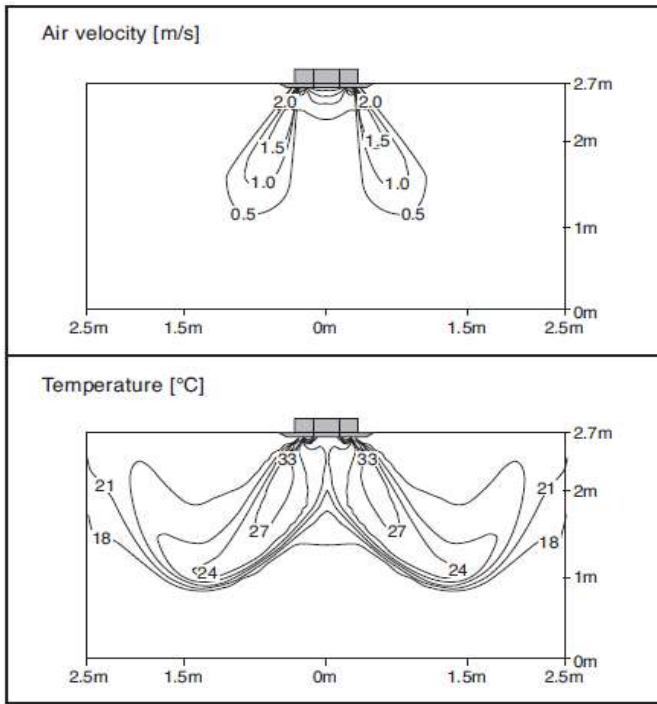 Air velocity [m/s]
2.7m
2.0 2.0
2m
1.5 1.5
1.0 1.0
0.5 0.5
1m
0m
2.5m 1.5m 0m 1.5m 2.5m
Temperature [°C]
2.7m
33 33
21 2m 21
27 27
18 18
24 24
1m
0m
2.5m 1.5m 0m 1.5m 2.5m